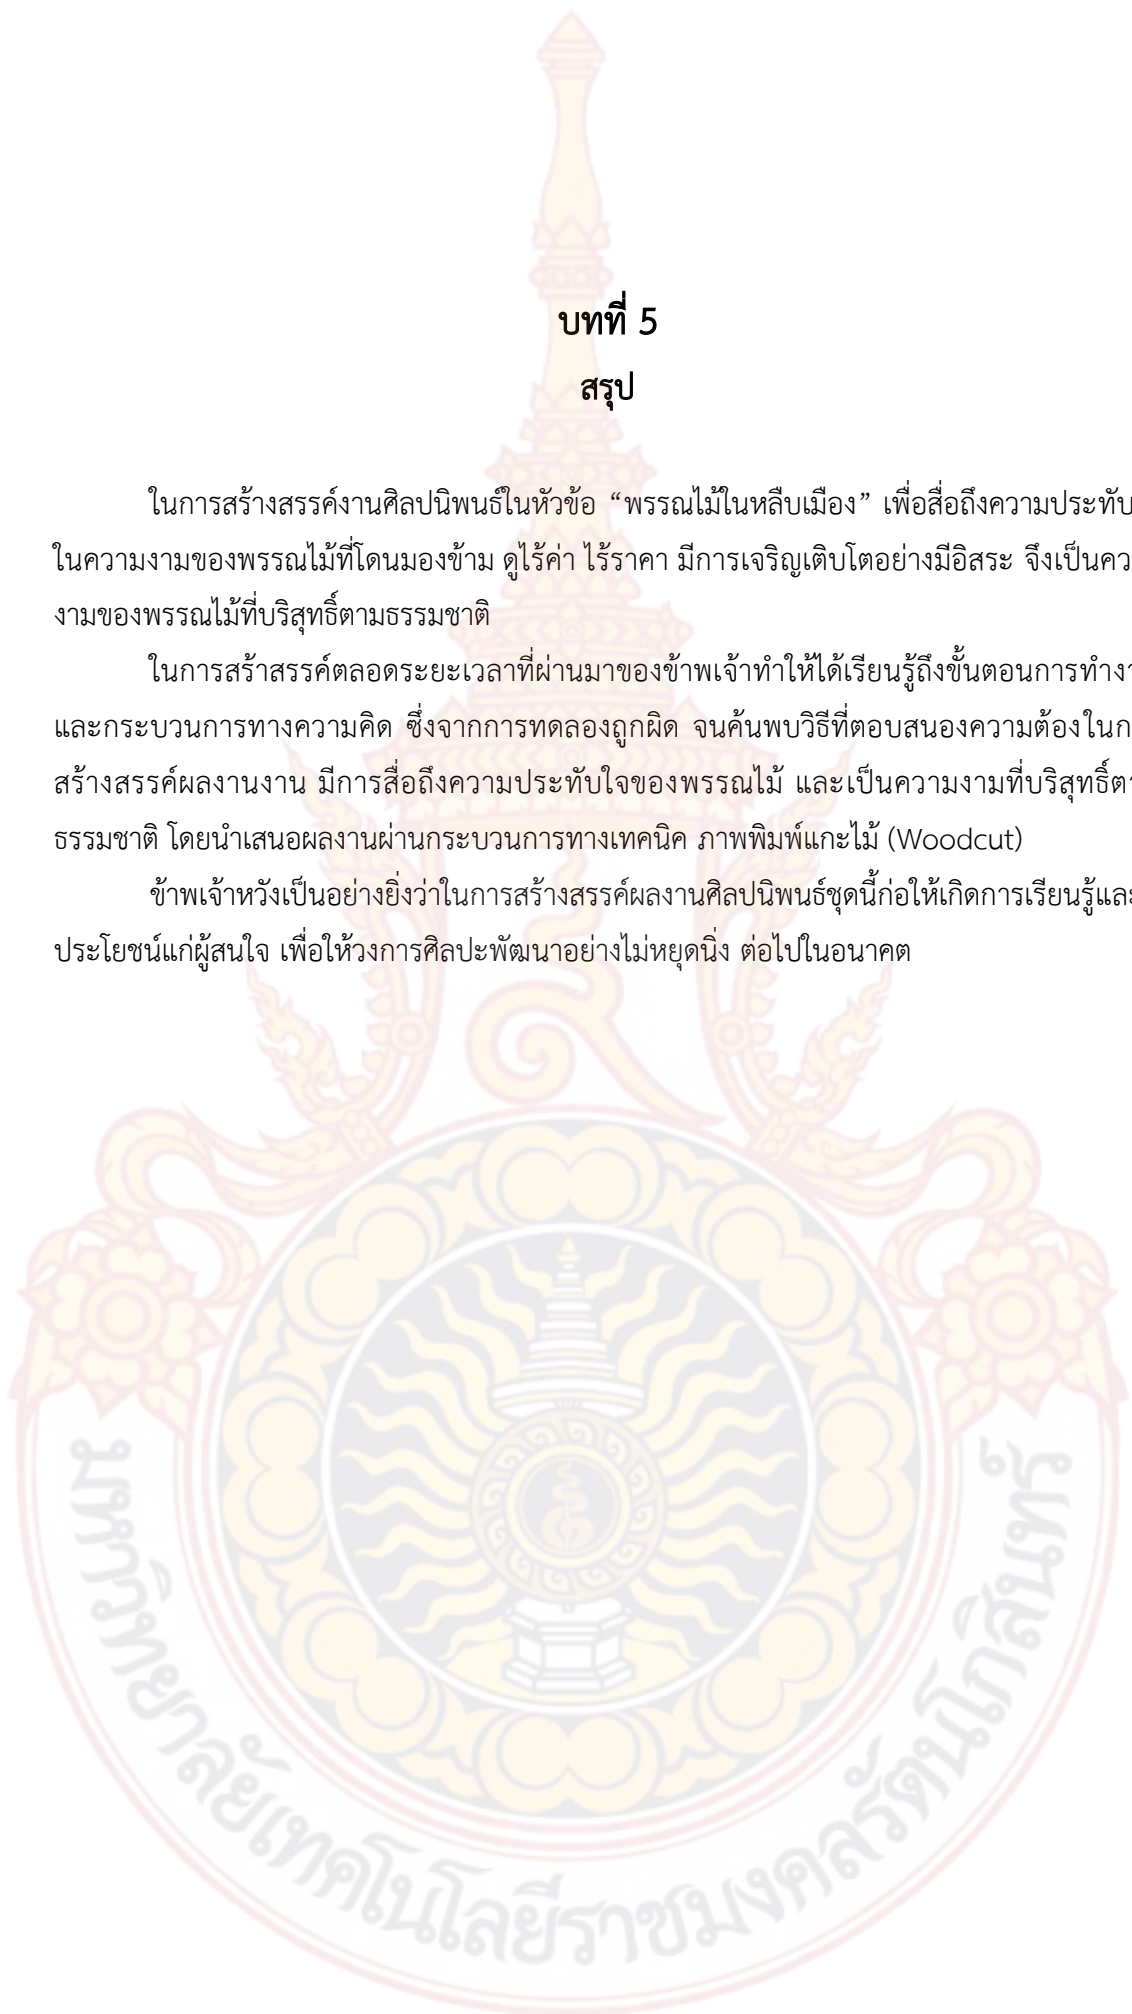 บทที่ 5
สรุป
ในการสร้างสรรค์งานศิลปนิพนธ์ในหัวข้อ “พรรณไม้ในหลืบเมือง” เพื่อสื่อถึงความประทับ
ในความงามของพรรณไม้ที่โดนมองข้าม ดูไร้ค่า ไร้ราคา มีการเจริญเติบโตอย่างมีอิสระ จึงเป็นคว
งามของพรรณไม้ที่บริสุทธิ์ตามธรรมชาติ
ในการสร้าสรรค์ตลอดระยะเวลาที่ผ่านมาของข้าพเจ้าทำให้ได้เรียนรู้ถึงขั้นตอนการทำงา
และกระบวนการทางความคิด ซึ่งจากการทดลองถูกผิด จนค้นพบวิธีที่ตอบสนองความต้องในก
สร้างสรรค์ผลงานงาน มีการสื่อถึงความประทับใจของพรรณไม้ และเป็นความงามที่บริสุทธิ์ตา
ธรรมชาติ โดยนำเสนอผลงานผ่านกระบวนการทางเทคนิค ภาพพิมพ์แกะไม้ (Woodcut)
ข้าพเจ้าหวังเป็นอย่างยิ่งว่าในการสร้างสรรค์ผลงานศิลปนิพนธ์ชุดนี้ก่อให้เกิดการเรียนรู้และ
ประโยชน์แก่ผู้สนใจ เพื่อให้วงการศิลปะพัฒนาอย่างไม่หยุดนิ่ง ต่อไปในอนาคต
มหาวิทยาลัยเทคโนโลยีราชมงคลรัตนโกสินทร์